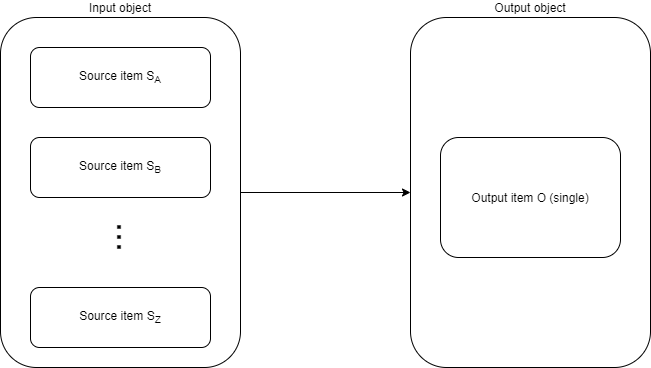 Input object
Output object
Source item S_A
Source item S_B
⋮
Source item S_Z
Output item O (single)